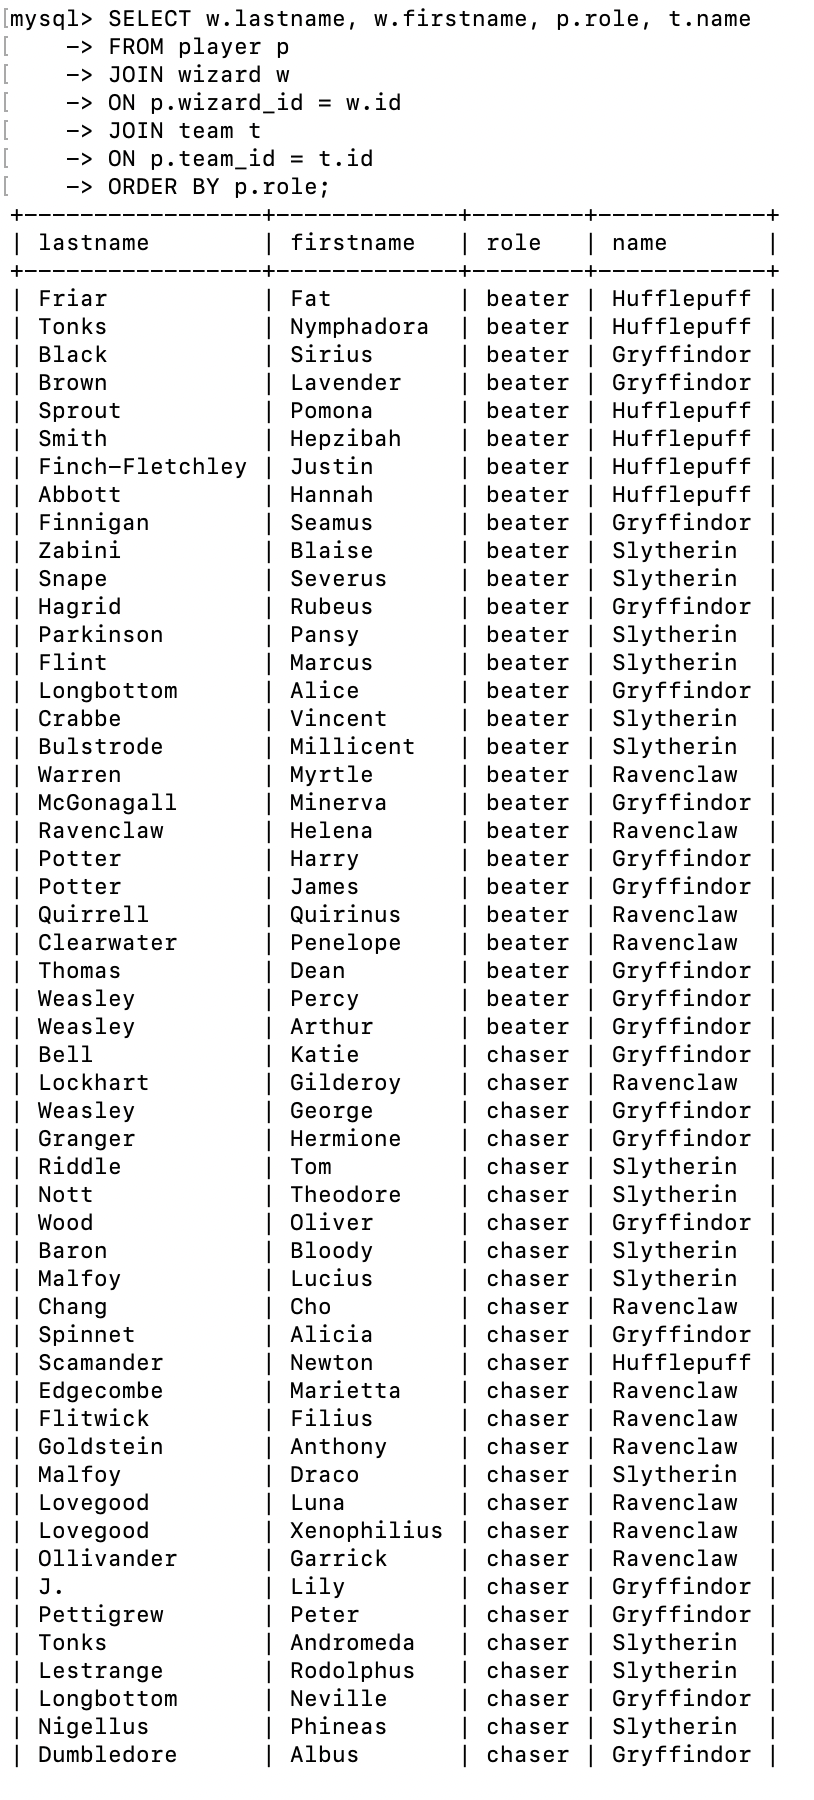 [mysql> SELECT w.lastname, w.firstname, p.role, t.name
[    -> FROM player p
[    -> JOIN wizard w
[    -> ON p.wizard_id = w.id
[    -> JOIN team t
[    -> ON p.team_id = t.id
[    -> ORDER BY p.role;
+-----------------+-------------+--------+-------------+
| lastname        | firstname   | role   | name        |
+-----------------+-------------+--------+-------------+
| Friar           | Fat         | beater | Hufflepuff |
| Tonks           | Nymphadora  | beater | Hufflepuff |
| Black           | Sirius      | beater | Gryffindor |
| Brown           | Lavender    | beater | Gryffindor |
| Sprout          | Pomona      | beater | Hufflepuff |
| Smith           | Hepzibah    | beater | Hufflepuff |
| Finch-Fletchley | Justin      | beater | Hufflepuff |
| Abbott          | Hannah      | beater | Hufflepuff |
| Finnigan        | Seamus      | beater | Gryffindor |
| Zabini          | Blaise      | beater | Slytherin  |
| Snape           | Severus     | beater | Slytherin  |
| Hagrid          | Rubeus      | beater | Gryffindor |
| Parkinson       | Pansy       | beater | Slytherin  |
| Flint           | Marcus      | beater | Slytherin  |
| Longbottom      | Alice       | beater | Gryffindor |
| Crabbe          | Vincent     | beater | Slytherin  |
| Bulstrode       | Millicent   | beater | Slytherin  |
| Warren          | Myrtle      | beater | Ravenclaw  |
| McGonagall      | Minerva     | beater | Gryffindor |
| Ravenclaw       | Helena      | beater | Ravenclaw  |
| Potter          | Harry       | beater | Gryffindor |
| Potter          | James       | beater | Gryffindor |
| Quirrell        | Quirinus    | beater | Ravenclaw  |
| Clearwater      | Penelope    | beater | Ravenclaw  |
| Thomas          | Dean        | beater | Gryffindor |
| Weasley         | Percy       | beater | Gryffindor |
| Weasley         | Arthur      | beater | Gryffindor |
| Bell            | Katie       | chaser | Gryffindor |
| Lockhart        | Gilderoy    | chaser | Ravenclaw  |
| Weasley         | George      | chaser | Gryffindor |
| Granger         | Hermione    | chaser | Gryffindor |
| Riddle          | Tom         | chaser | Slytherin  |
| Nott            | Theodore    | chaser | Slytherin  |
| Wood            | Oliver      | chaser | Gryffindor |
| Baron           | Bloody      | chaser | Slytherin  |
| Malfoy          | Lucius      | chaser | Slytherin  |
| Chang           | Cho         | chaser | Ravenclaw  |
| Spinnet         | Alicia      | chaser | Gryffindor |
| Scamander       | Newton      | chaser | Hufflepuff |
| Edgecombe       | Marietta    | chaser | Ravenclaw  |
| Flitwick        | Filius      | chaser | Ravenclaw  |
| Goldstein       | Anthony     | chaser | Ravenclaw  |
| Malfoy          | Draco       | chaser | Slytherin  |
| Lovegood        | Luna        | chaser | Ravenclaw  |
| Lovegood        | Xenophilius | chaser | Ravenclaw  |
| Ollivander      | Garrick     | chaser | Ravenclaw  |
| J.              | Lily        | chaser | Gryffindor |
| Pettigrew       | Peter       | chaser | Gryffindor |
| Tonks           | Andromeda   | chaser | Slytherin  |
| Lestrange       | Rodolphus   | chaser | Slytherin  |
| Longbottom      | Neville     | chaser | Gryffindor |
| Nigellus        | Phineas     | chaser | Slytherin  |
| Dumbledore      | Albus       | chaser | Gryffindor |